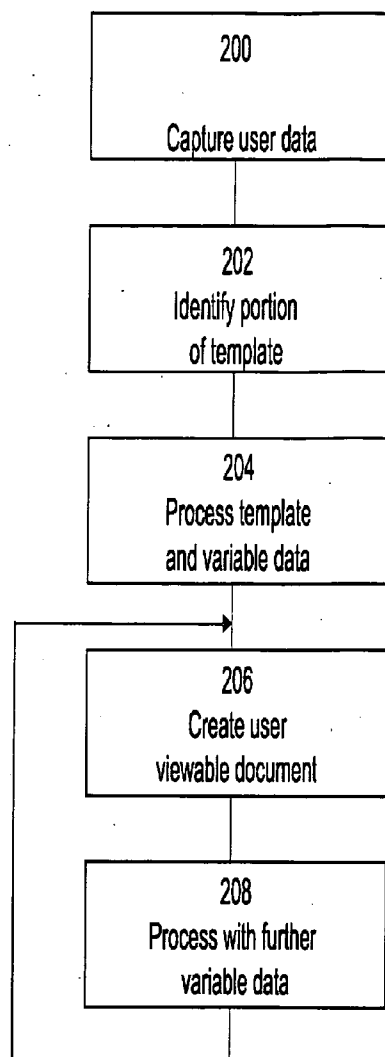 200
Capture user data
202
Identify portion
of template
204
Process template
and variable data
206
Create user
viewable document
208
Process with further
variable data